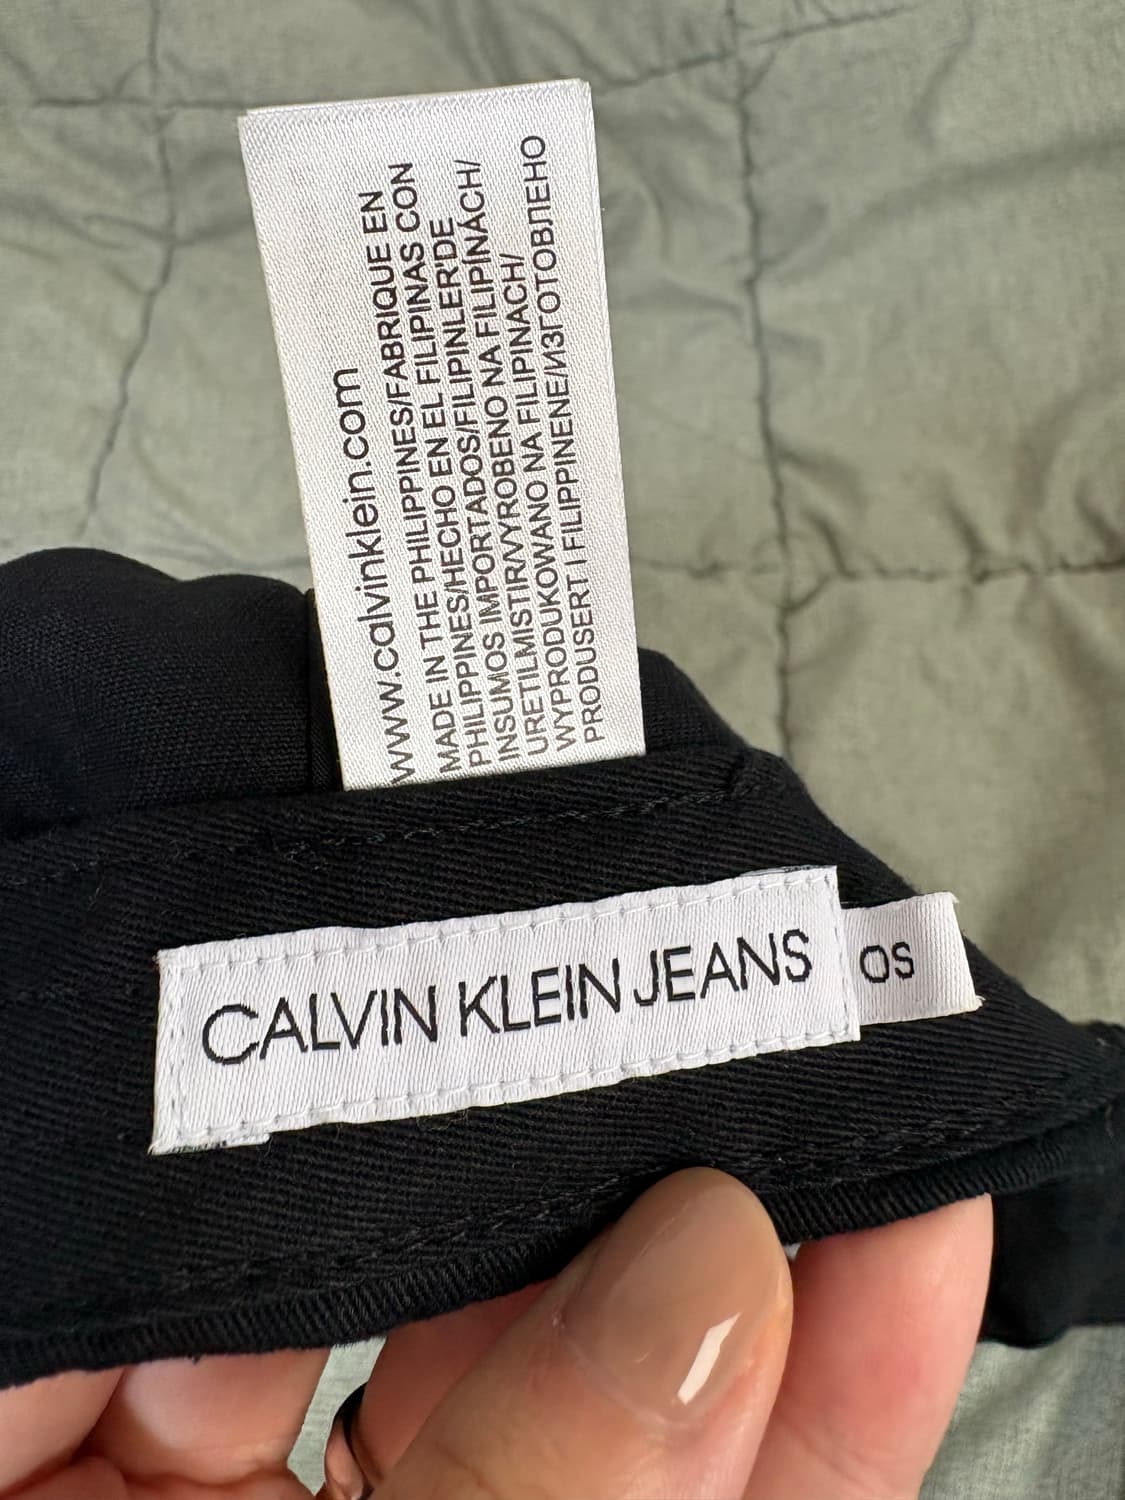 www.calvinklein.com
MADE IN THE PHILIPPINES/FABRIQUE EN
PHILIPPINES/HECHO EN EL FILIPINAS CON
INSUMOS IMPORTADOS/FILIPINLER'DE
URETILMISTIR/VYROBENO NA FILIPÍNÁCH/
WYPRODUKOWANO NA FILIPINACH/
PRODUSERT I FILIPPINENE/ИЗГОТОВЛЕНО
CALVIN KLEIN JEANS
OS